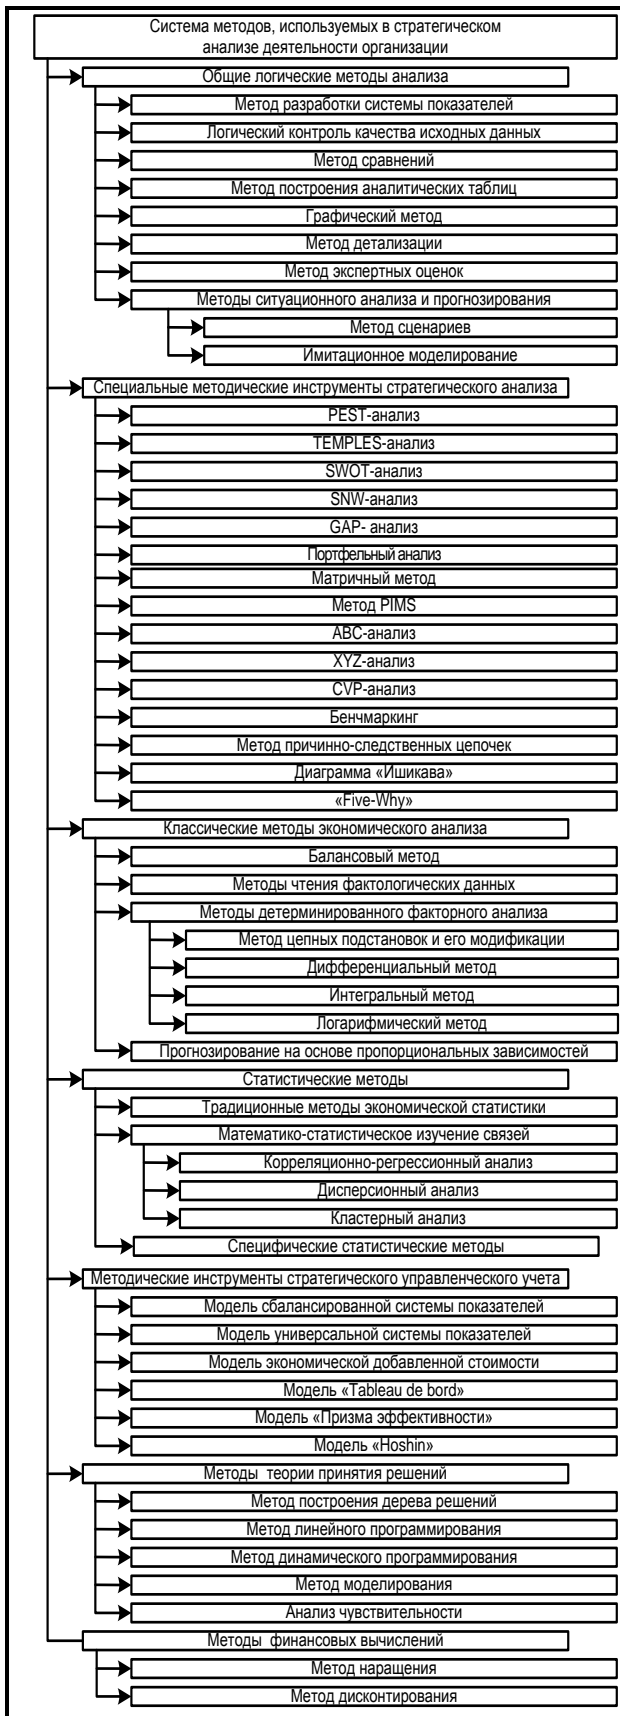 Система методов, используемых в стратегическом
анализе деятельности организации
Общие логические методы анализа
Метод разработки системы показателей
Логический контроль качества исходных данных
Метод сравнений
Метод построения аналитических таблиц
Графический метод
Метод детализации
Метод экспертных оценок
Методы ситуационного анализа и прогнозирования
Метод сценариев
Имитационное моделирование
Специальные методические инструменты стратегического анализа
PEST-анализ
TEMPLES-анализ
SWOT-анализ
SNW-анализ
GAP- анализ
Портфельный анализ
Матричный метод
Метод PIMS
ABC-анализ
XYZ-анализ
CVP-анализ
Бенчмаркинг
Метод причинно-следственных цепочек
Диаграмма «Ишикава»
«Five-Why»
Классические методы экономического анализа
Балансовый метод
Методы чтения фактологических данных
Методы детерминированного факторного анализа
Метод цепных подстановок и его модификации
Дифференциальный метод
Интегральный метод
Логарифмический метод
Прогнозирование на основе пропорциональных зависимостей
Статистические методы
Традиционные методы экономической статистики
Математико-статистическое изучение связей
Корреляционно-регрессионный анализ
Дисперсионный анализ
Кластерный анализ
Специфические статистические методы
Методические инструменты стратегического управленческого учета
Модель сбалансированной системы показателей
Модель универсальной системы показателей
Модель экономической добавленной стоимости
Модель «Tableau de bord»
Модель «Призма эффективности»
Модель «Hoshin»
Методы теории принятия решений
Метод построения дерева решений
Метод линейного программирования
Метод динамического программирования
Метод моделирования
Анализ чувствительности
Методы финансовых вычислений
Метод наращения
Метод дисконтирования